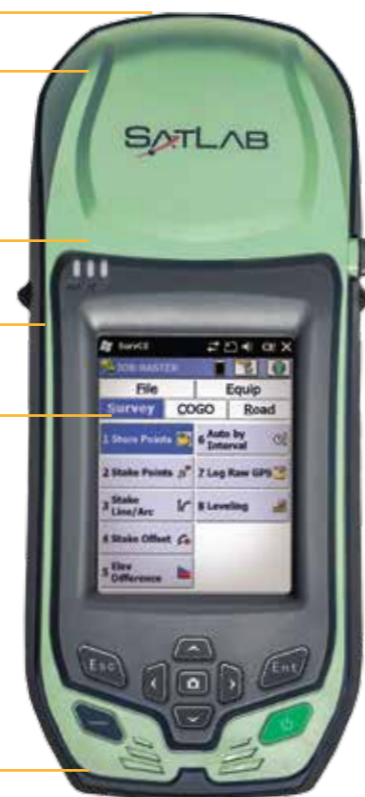 SATLAB
SurvCE
JOB:MASTER
File Equip
Survey COGO Road
1 Store Points 6 Auto by Interval
2 Stake Points 7 Log Raw GPS
3 Stake Line/Arc 8 Leveling
4 Stake Offset
5 Elev Difference
Esc Ent